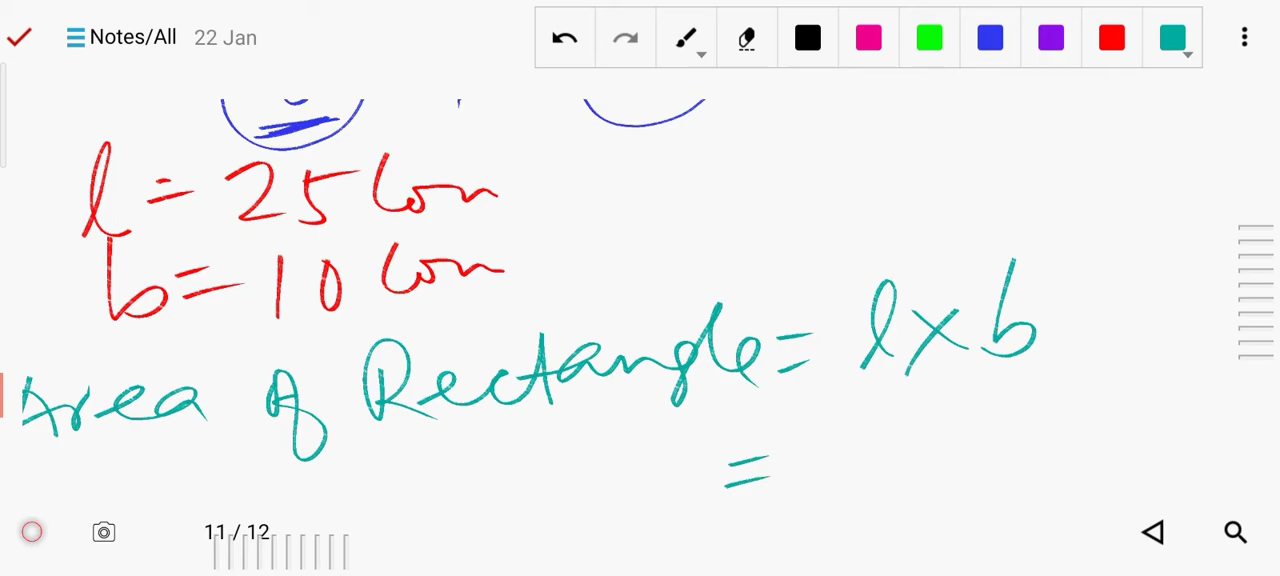 Notes/All 22 Jan
l = 25 cm
b = 10 cm
Area of Rectangle = l × b
=
11 / 12